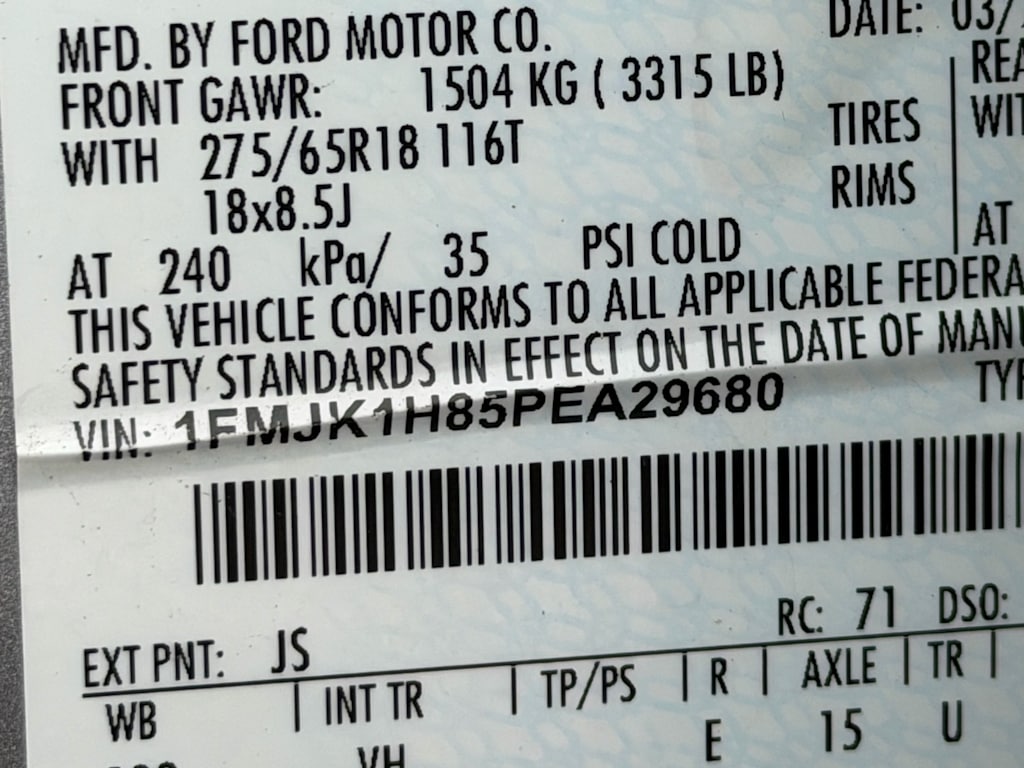 MFD. BY FORD MOTOR CO. DATE: 03/
FRONT GAWR: 1504 KG ( 3315 LB)
WITH 275/65R18 116T TIRES
18x8.5J RIMS
AT 240 kPa/ 35 PSI COLD AT
THIS VEHICLE CONFORMS TO ALL APPLICABLE
SAFETY STANDARDS IN EFFECT ON THE DATE OF
VIN: 1FMJK1H85PEA29680
RC: 71 DSO:
EXT PNT: JS
WB | INT TR | TP/PS | R | AXLE | TR |
VH E 15 U